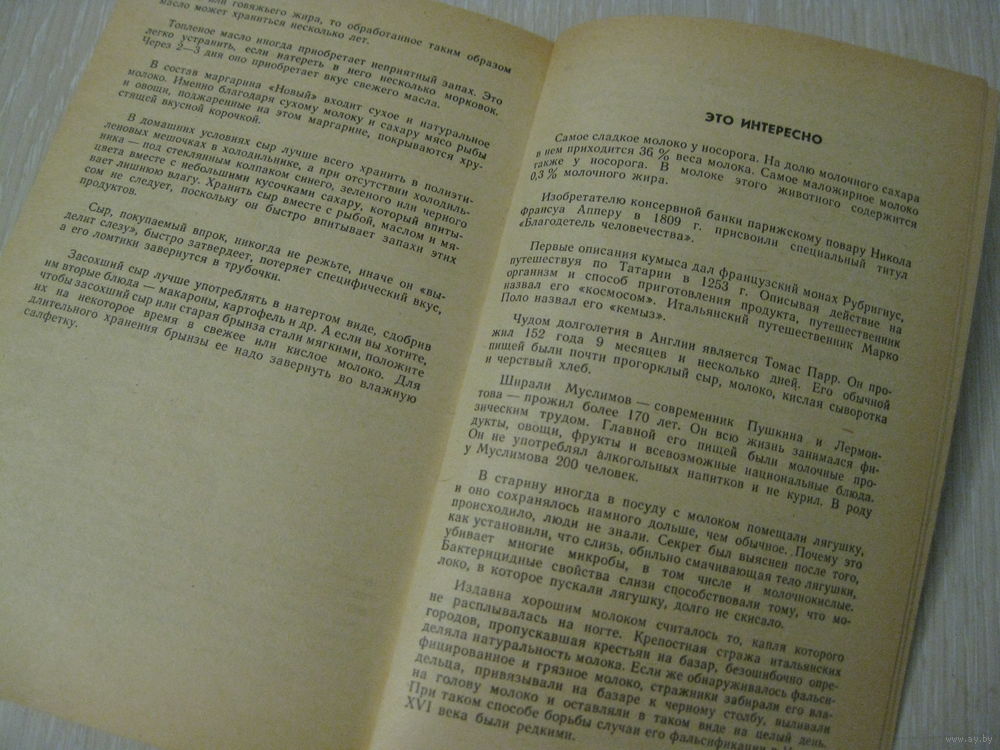 или говяжьего жира, то обработанное таким образом
масло может храниться несколько лет.
Топленое масло иногда приобретает неприятный запах. Это
легко устранить, если натереть в него несколько морковок.
Через 2—3 дня оно приобретает вкус свежего масла.
В состав маргарина «Новый» входит сухое и натуральное
молоко. Именно благодаря сухому молоку и сахару мясо рыбы
и овощи, поджаренные на этом маргарине, покрываются хру-
стящей вкусной корочкой.
В домашних условиях сыр лучше всего хранить в полиэти-
леновых мешочках в холодильнике, а при отсутствии холодиль-
ника — под стеклянным колпаком синего, зеленого или черного
цвета вместе с небольшими кусочками сахару, который впиты-
вает лишнюю влагу. Хранить сыр вместе с рыбой, маслом и мя-
сом не следует, поскольку он быстро впитывает запахи этих
продуктов.
Сыр, покупаемый впрок, никогда не режьте, иначе он «вы-
делит слезу», быстро затвердеет, потеряет специфический вкус,
а его ломтики завернутся в трубочки.
Засохший сыр лучше употреблять в натертом виде, сдобрив
им вторые блюда — макароны, картофель и др. А если вы хотите,
чтобы засохший сыр или старая брынза стали мягкими, положите
их на некоторое время в свежее или кислое молоко. Для
длительного хранения брынзы ее надо завернуть во влажную
салфетку.
ЭТО ИНТЕРЕСНО
Самое сладкое молоко у носорога. На долю молочного сахара
в нем приходится 36 % веса молока. Самое маложирное молоко
также у носорога. В молоке этого животного содержится
0,3 % молочного жира.
Изобретателю консервной банки парижскому повару Никола
Франсуа Апперу в 1809 г. присвоили специальный титул
«Благодетель человечества».
Первые описания кумыса дал французский монах Рубригиус,
путешествуя по Татарии в 1253 г. Описывая действие на
организм и способ приготовления продукта, путешественник
назвал его «космосом». Итальянский путешественник Марко
Поло назвал его «кемыз».
Чудом долголетия в Англии является Томас Парр. Он про-
жил 152 года 9 месяцев и несколько дней. Его обычной
пищей были почти прогорклый сыр, молоко, кислая сыворотка
и черствый хлеб.
Ширали Муслимов — современник Пушкина и Лермон-
това — прожил более 170 лет. Он всю жизнь занимался фи-
зическим трудом. Главной его пищей были молочные про-
дукты, овощи, фрукты и всевозможные национальные блюда.
Он не употреблял алкогольных напитков и не курил. В роду
у Муслимова 200 человек.
В старину иногда в посуду с молоком помещали лягушку,
и оно сохранялось намного дольше, чем обычное. Почему это
происходило, люди не знали. Секрет был выяснен после того,
как установили, что слизь, обильно смачивающая тело лягушки,
убивает многие микробы, в том числе и молочнокислые.
Бактерицидные свойства слизи способствовали тому, что мо-
локо, в которое пускали лягушку, долго не скисало.
Издавна хорошим молоком считалось то, капля которого
не расплывалась на ногте. Крепостная стража итальянских
городов, пропускавшая крестьян на базар, безошибочно опре-
деляла натуральность молока. Если же обнаруживалось фальси-
фицированное и грязное молоко, стражники забирали его вла-
дельца, привязывали на базаре к черному столбу, выливали
на голову молоко и оставляли в таком виде на целый день.
При таком способе борьбы случаи его фальсификации в
XVI века были редкими.
www.ay.by